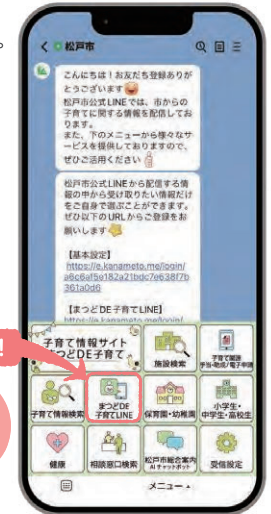 。
松戸市
こんにちは！お友だち登録ありが
とうございます
松戸市公式LINEでは、市からの
子育てに関する情報を配信してお
ります。
また、下のメニューから様々なサ
ービスを提供しておりますので、
ぜひご活用ください
松戸市公式LINEから配信する情
報の中から受け取りたい情報だけ
をご自身で選ぶことができます。
ぜひ以下のURLからご登録をお
願いします
【基本設定】
https://e.kanameto.me/login/
a6c6af5e182a21bdc7e638f7b
361a0d6
【まつどDE子育てLINE】
https://e.kanameto.me/login/
子育て情報サイト
まつどDE子育て
施設検索
子育て関連
手当・助成/電子申請
子育て情報検索
まつどDE
子育てLINE
保育園・幼稚園
小学生・
中学生・高校生
健康
相談窓口検索
松戸市総合案内
AIチャットボット
受信設定
メニュー